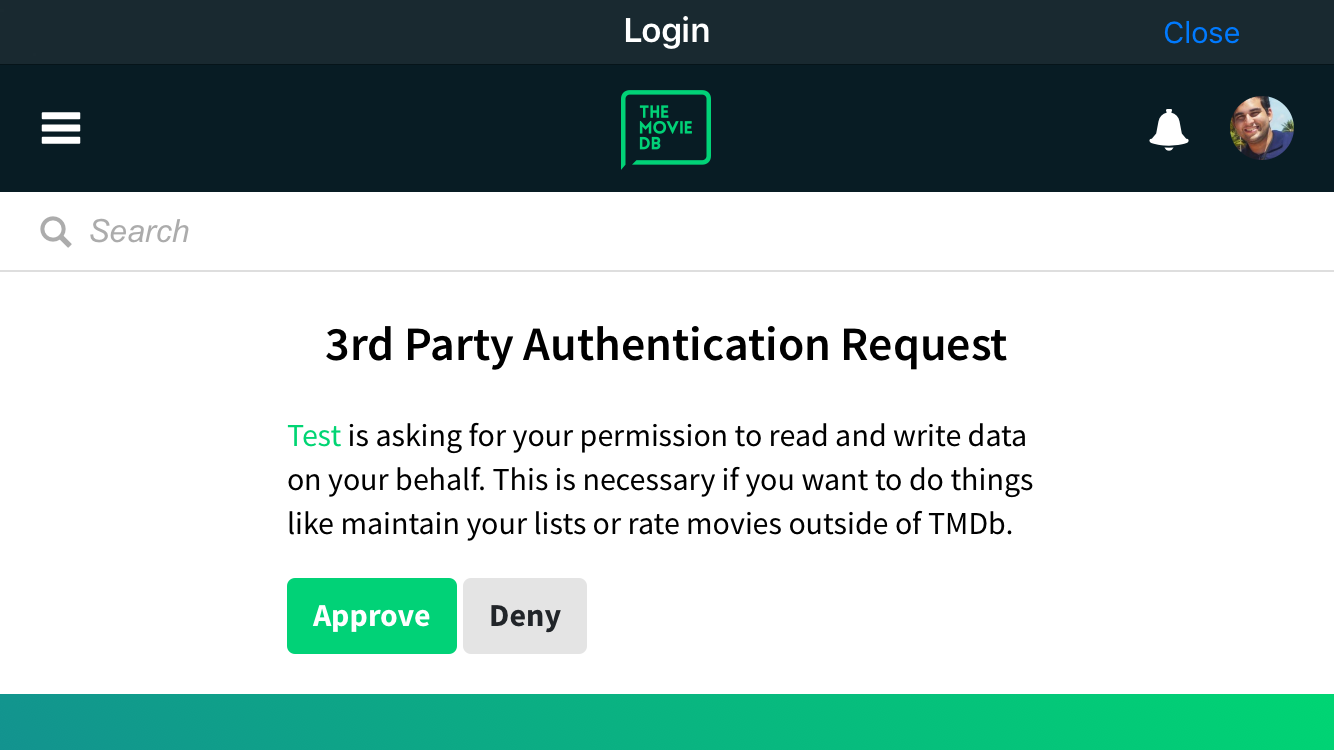 Login
Close
THE
MOVIE
DB
Search
3rd Party Authentication Request
Test is asking for your permission to read and write data
on your behalf. This is necessary if you want to do things
like maintain your lists or rate movies outside of TMDb.
Approve
Deny